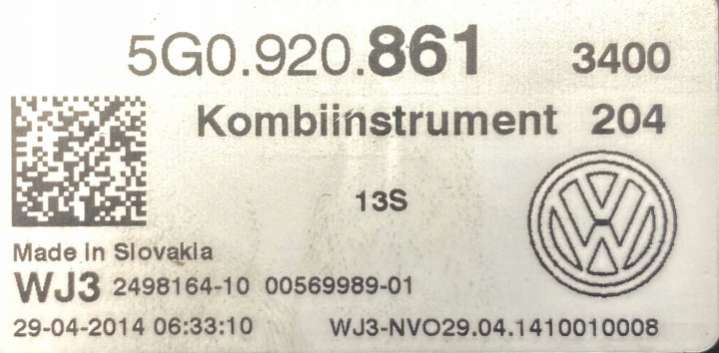 5G0.920.861 3400
Kombiinstrument 204
13S
Made In Slovakia
WJ3 2498164-10 00569989-01
29-04-2014 06:33:10 WJ3-NVO29.04.1410010008